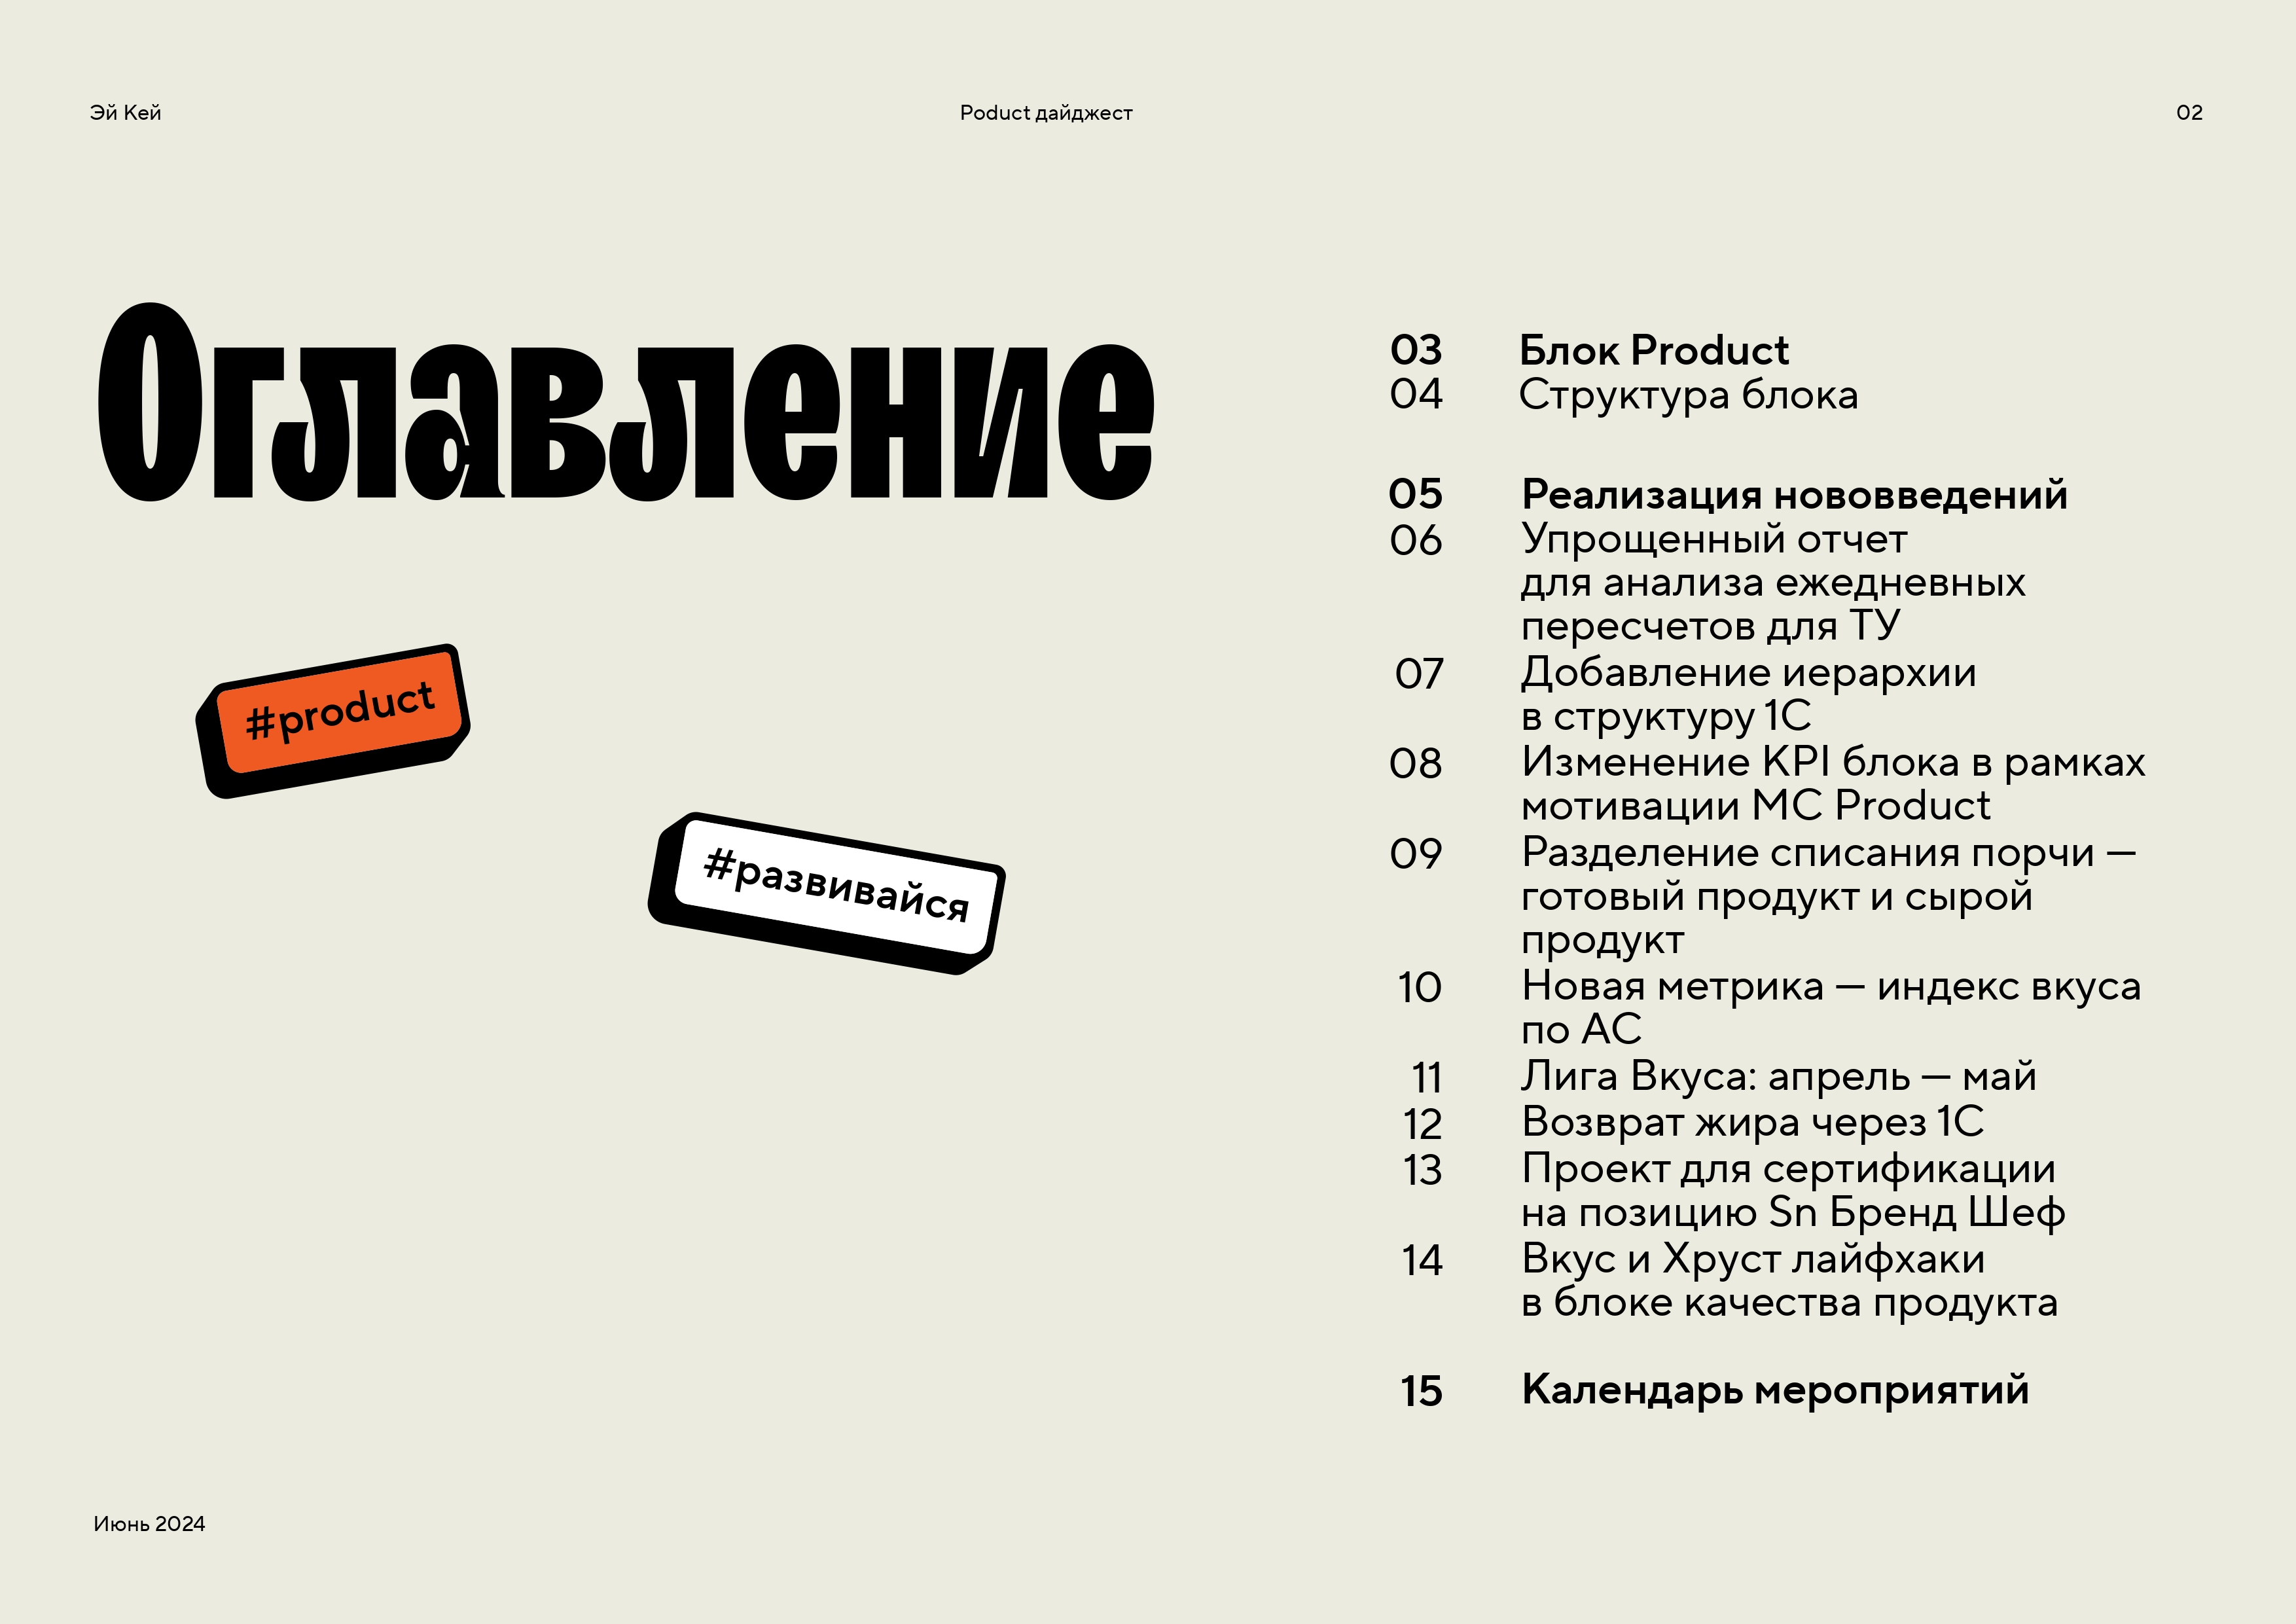 Эй Кей
Poduct дайджест
02
Оглавление
#product
#развивайся
03 Блок Product
04 Структура блока
05 Реализация нововведений
06 Упрощенный отчет
для анализа ежедневных
пересчетов для ТУ
07 Добавление иерархии
в структуру 1С
08 Изменение KPI блока в рамках
мотивации МС Product
09 Разделение списания порчи —
готовый продукт и сырой
продукт
10 Новая метрика — индекс вкуса
по АС
11 Лига Вкуса: апрель — май
12 Возврат жира через 1С
13 Проект для сертификации
на позицию Sn Бренд Шеф
14 Вкус и Хруст лайфхаки
в блоке качества продукта
15 Календарь мероприятий
Июнь 2024